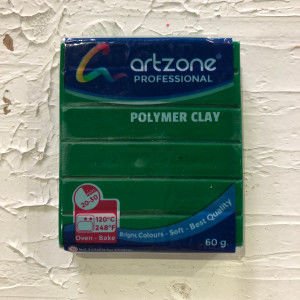 artzone
PROFESSIONAL
POLYMER CLAY
20-30
120°C
248°F
Oven - Bake
Bright Colours - Soft - Best Quality
60 g